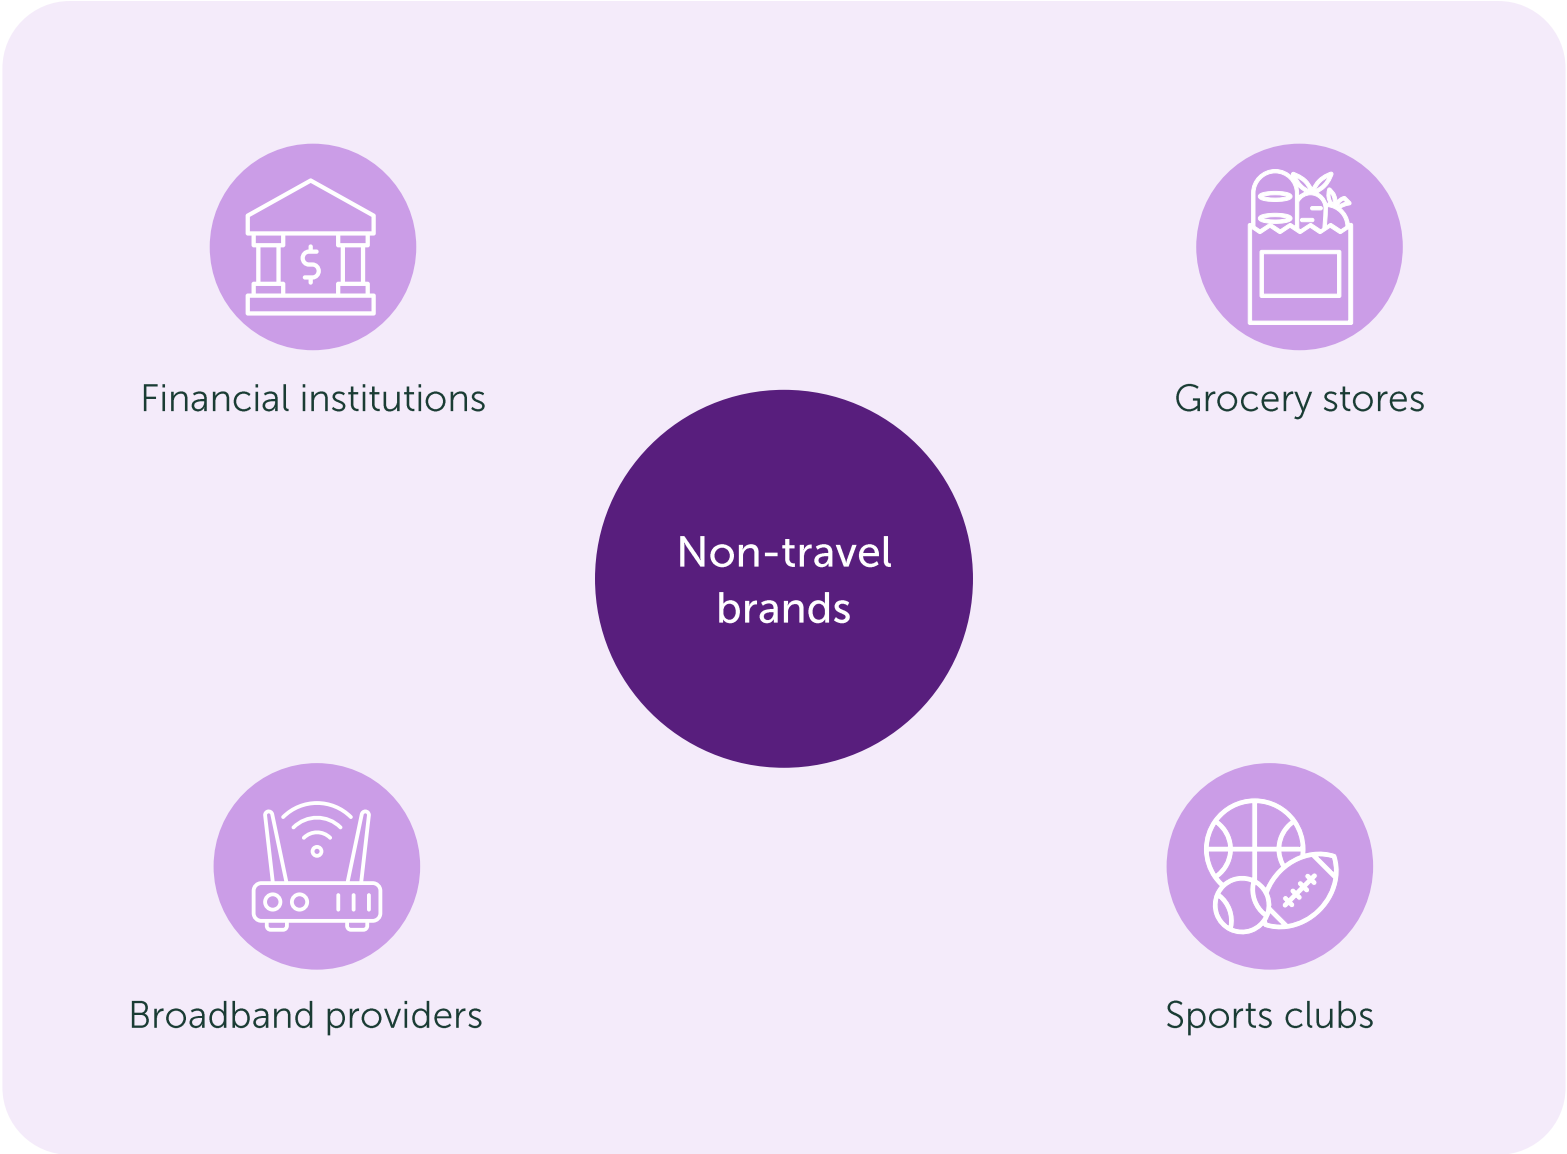 Financial institutions
Grocery stores
Non-travel
brands
Broadband providers
Sports clubs